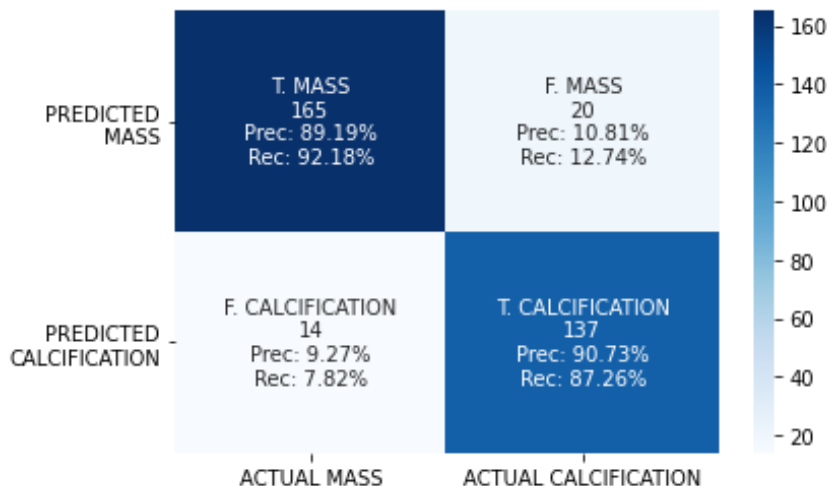 T. MASS
165
Prec: 89.19%
Rec: 92.18%
F. MASS
20
Prec: 10.81%
Rec: 12.74%
PREDICTED
MASS
F. CALCIFICATION
14
Prec: 9.27%
Rec: 7.82%
T. CALCIFICATION
137
Prec: 90.73%
Rec: 87.26%
PREDICTED
CALCIFICATION
ACTUAL MASS
ACTUAL CALCIFICATION
160
140
120
100
80
60
40
20